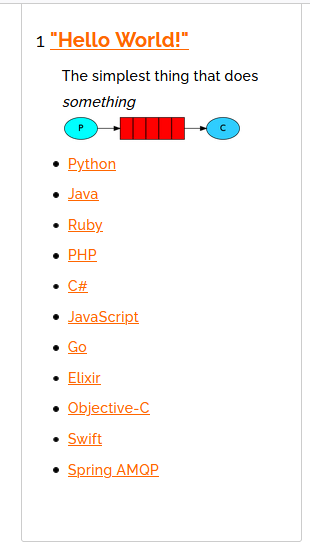 1 "Hello World!"
The simplest thing that does
something
P C
Python
Java
Ruby
PHP
C#
JavaScript
Go
Elixir
Objective-C
Swift
Spring AMQP